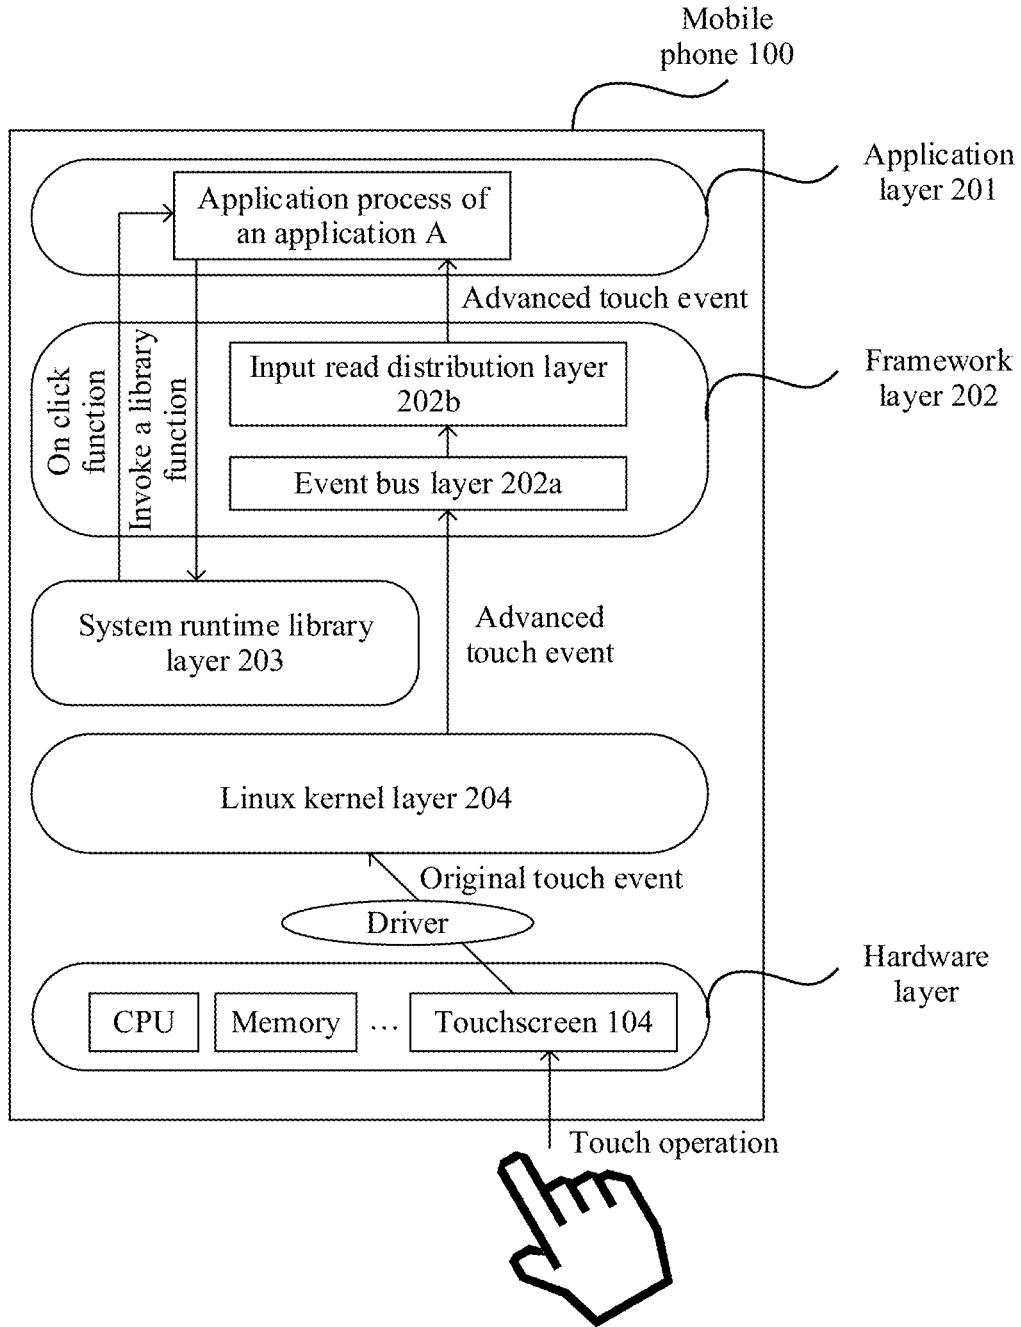 Mobile
phone 100
Application
layer 201
Application process of
an application A
Advanced touch event
Framework
layer 202
On click
function
Invoke a library
function
Input read distribution layer
202b
Event bus layer 202a
System runtime library
layer 203
Advanced
touch event
Linux kernel layer 204
Original touch event
Driver
Hardware
layer
CPU
Memory
...
Touchscreen 104
Touch operation